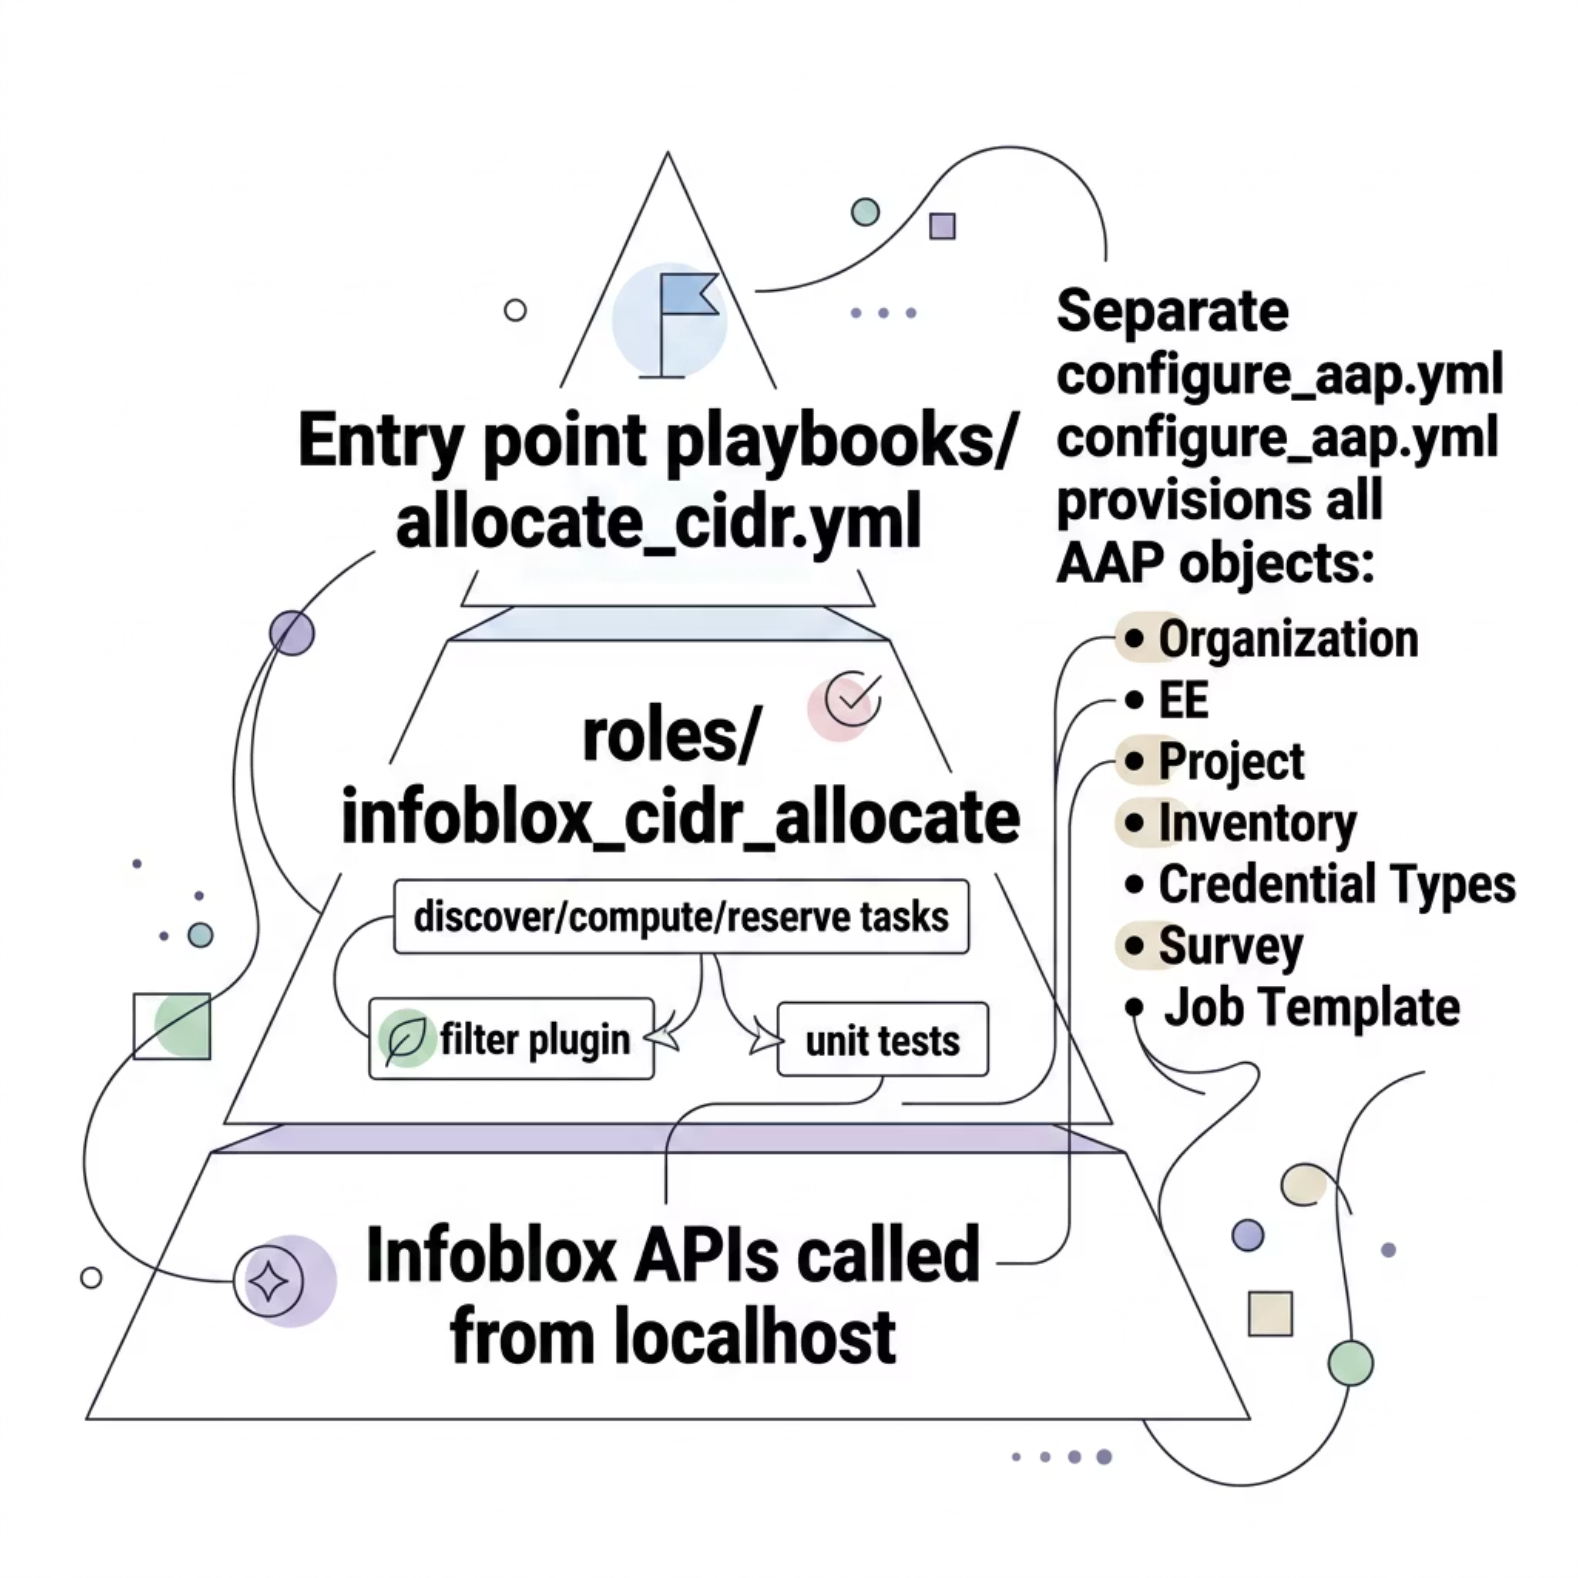 Entry point playbooks/
allocate_cidr.yml
roles/
infoblox_cidr_allocate
discover/compute/reserve tasks
filter plugin
unit tests
Infoblox APIs called
from localhost
Separate
configure_aap.yml
configure_aap.yml
provisions all
AAP objects:
• Organization
• EE
• Project
• Inventory
• Credential Types
• Survey
• Job Template